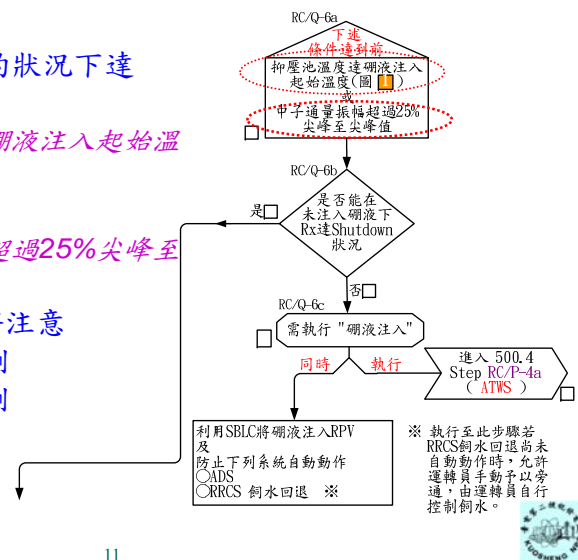 的狀況下達
硼液注入起始溫
超過25%尖峰至
注意
RC/Q-6a
下述
條件達到前
抑壓池溫度達硼液注入
起始溫度(圖 1 )
或
中子通量振幅超過25%
尖峰至尖峰值
RC/Q-6b
是否能在
未注入硼液下
Rx達Shutdown
狀況
是
否
RC/Q-6c
需執行 "硼液注入"
同時
執行
進入 500.4
Step RC/P-4a
( ATWS )
利用SBLC將硼液注入RPV
及
防止下列系統自動動作
○ADS
○RRCS 飼水回退 ※
※ 執行至此步驟若
RRCS飼水回退尚未
自動動作時，允許
運轉員手動予以旁
通，由運轉員自行
控制飼水。
11